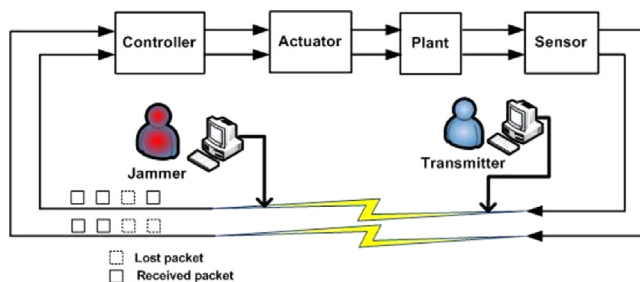 Controller
Actuator
Plant
Sensor
Jammer
Transmitter
Lost packet
Received packet